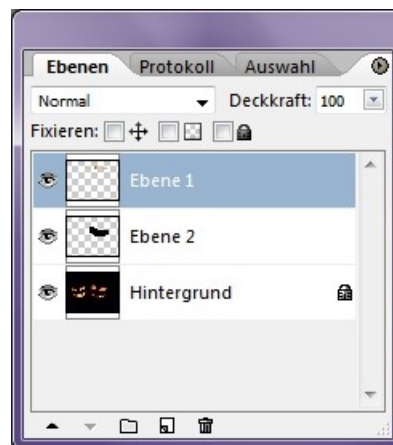 Ebenen Protokoll Auswahl
Normal Deckkraft: 100
Fixieren:
Ebene 1
Ebene 2
Hintergrund